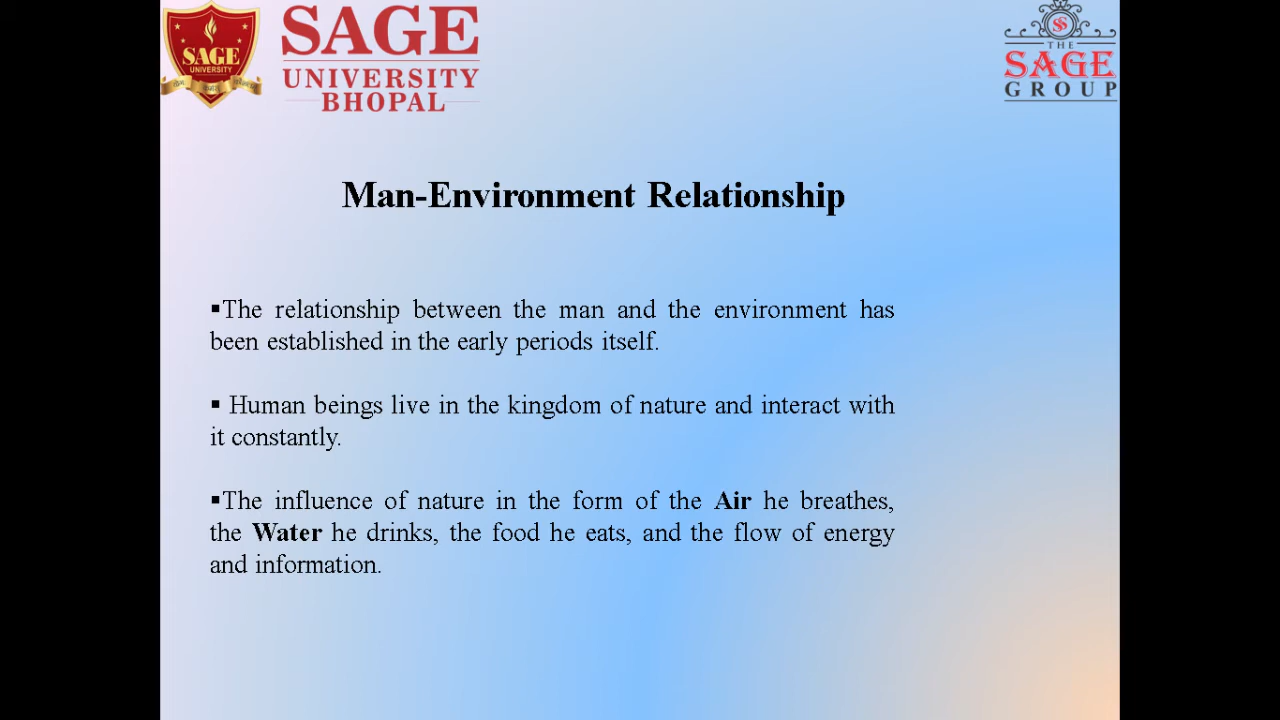 SAGE
UNIVERSITY
SAGE
UNIVERSITY
BHOPAL
THE
SAGE
GROUP
Man-Environment Relationship
▪The relationship between the man and the environment has
been established in the early periods itself.
▪ Human beings live in the kingdom of nature and interact with
it constantly.
▪The influence of nature in the form of the Air he breathes,
the Water he drinks, the food he eats, and the flow of energy
and information.